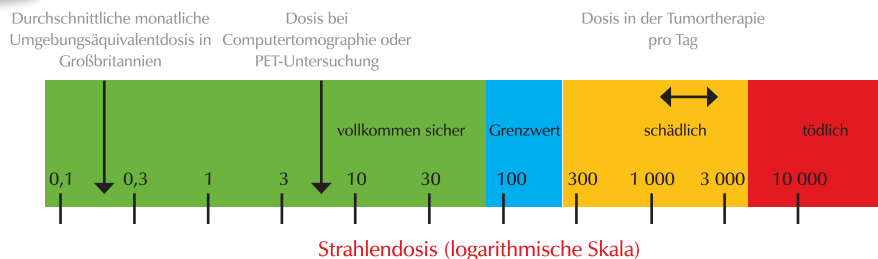 Durchschnittliche monatliche
Umgebungsäquivalentdosis in
Großbritannien
Dosis bei
Computertomographie oder
PET-Untersuchung
Dosis in der Tumortherapie
pro Tag
vollkommen sicher
Grenzwert
schädlich
tödlich
0,1 0,3 1 3 10 30 100 300 1 000 3 000 10 000
Strahlendosis (logarithmische Skala)